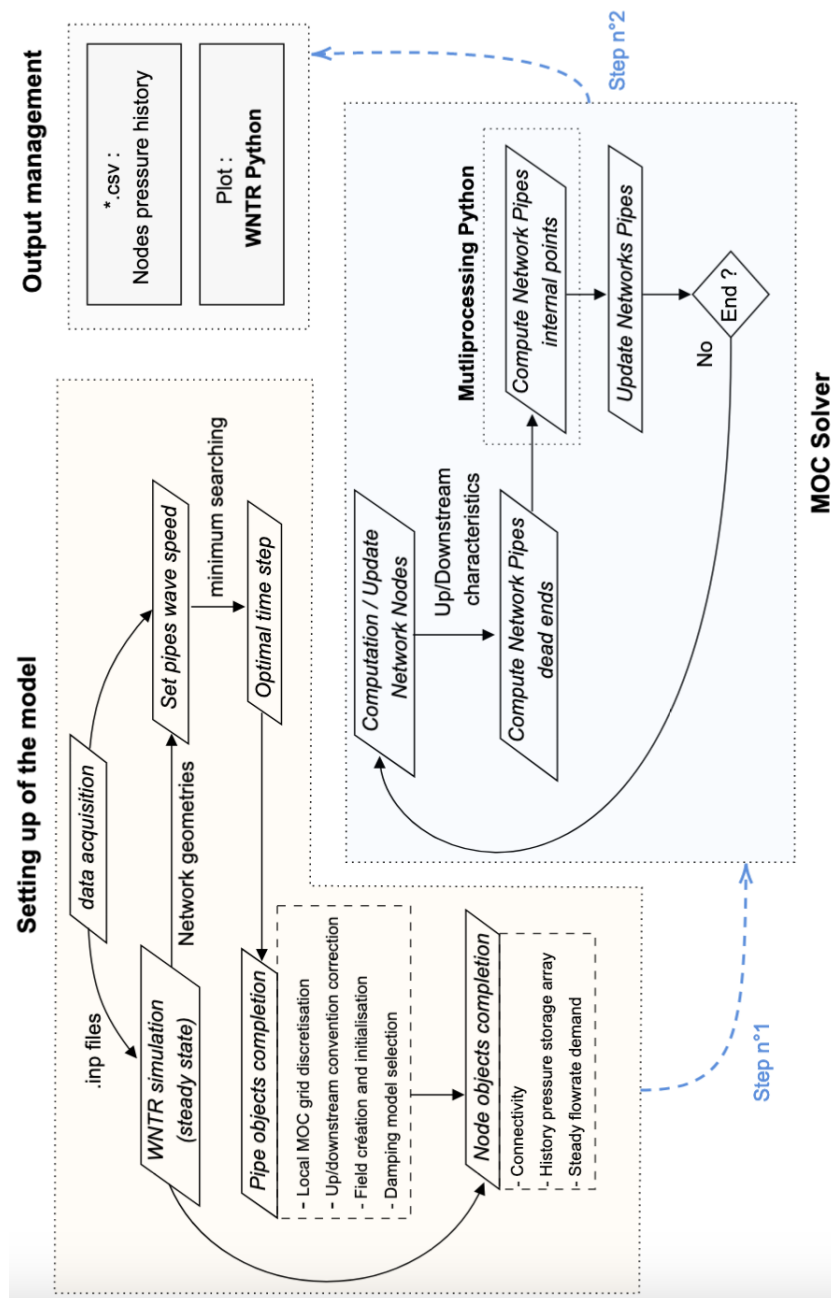 Setting up of the model
data acquisition
.inp files
WNTR simulation
(steady state)
Network geometries
Set pipes wave speed
minimum searching
Optimal time step
Pipe objects completion
- Local MOC grid discretisation
- Up/downstream convention correction
- Field création and initialisation
- Damping model selection
Node objects completion
- Connectivity
- History pressure storage array
- Steady flowrate demand
Step n°1
Computation / Update
Network Nodes
Up/Downstream
characteristics
Compute Network Pipes
dead ends
Mutliprocessing Python
Compute Network Pipes
internal points
Update Networks Pipes
End ?
No
MOC Solver
Step n°2
Output management
*.csv :
Nodes pressure history
Plot :
WNTR Python